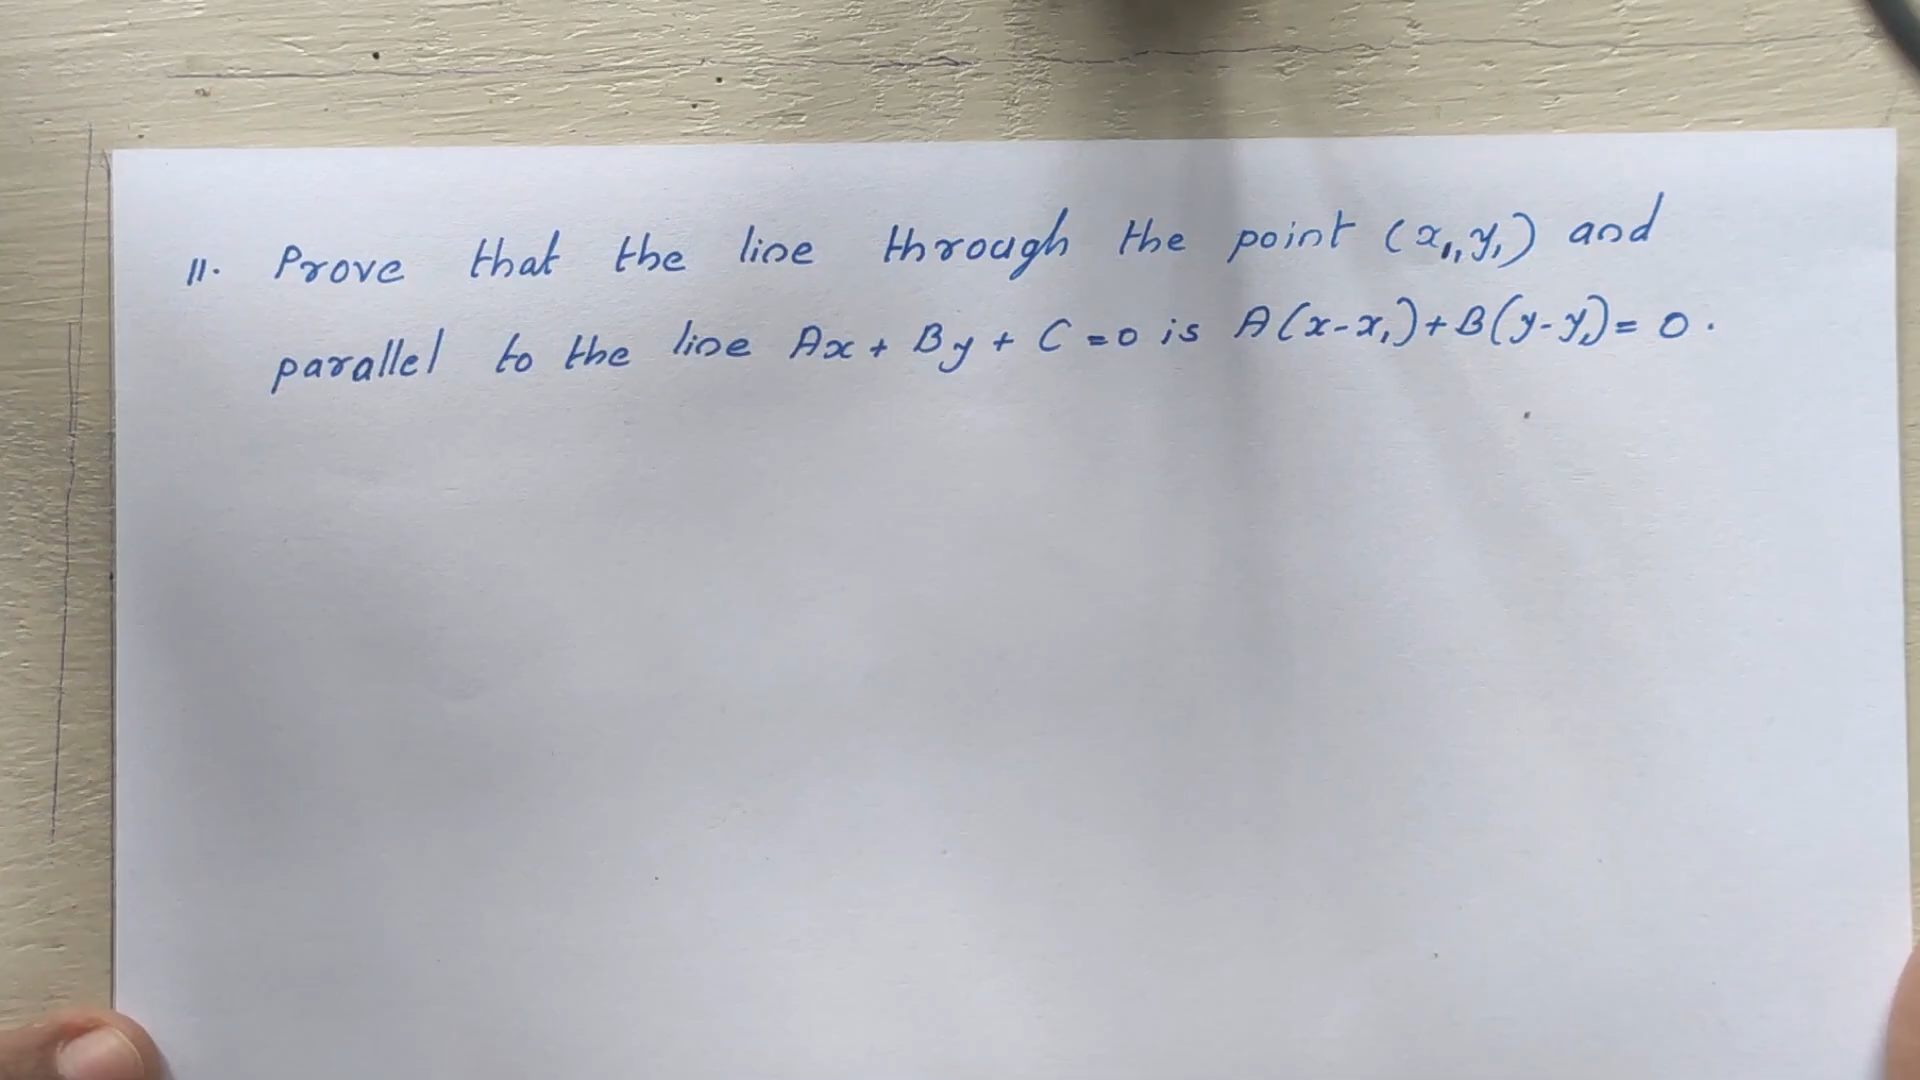 11. Prove that the line through the point (x₁,y₁) and
parallel to the line Ax + By + C = 0 is A(x-x₁)+B(y-y₁)= 0.